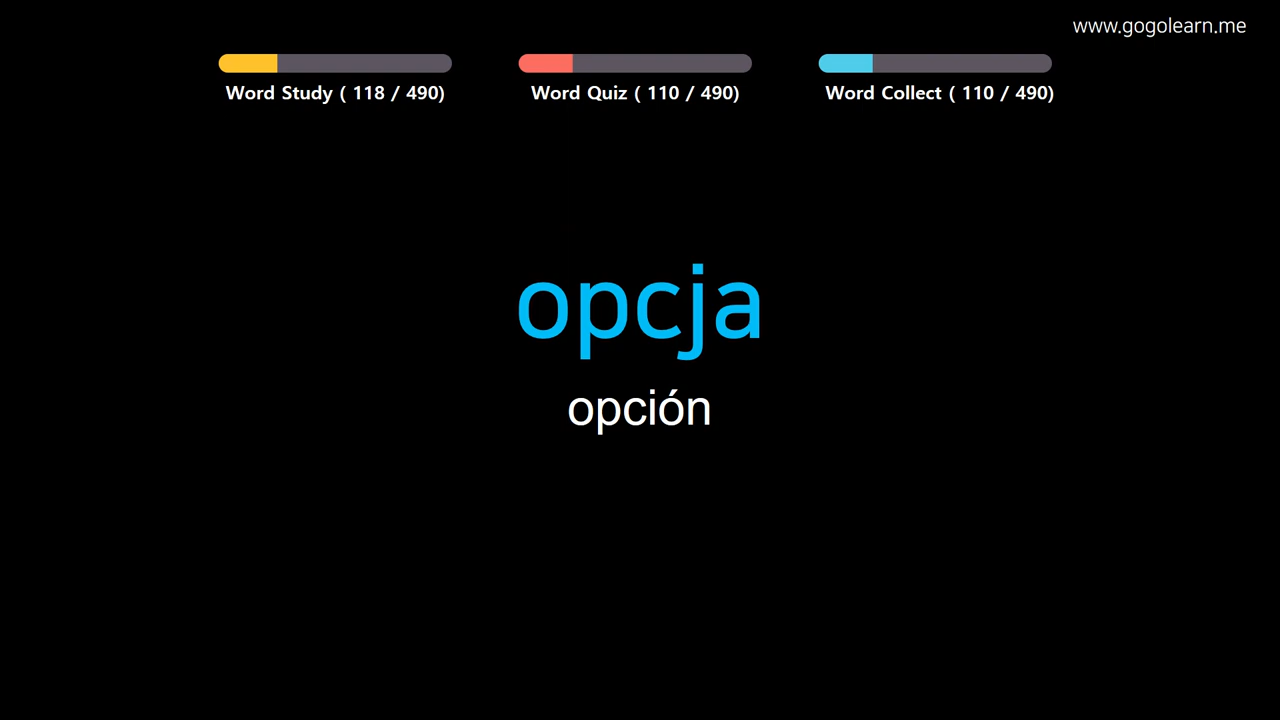 www.gogolearn.me
Word Study ( 118 / 490)
Word Quiz ( 110 / 490)
Word Collect ( 110 / 490)
opcja
opción